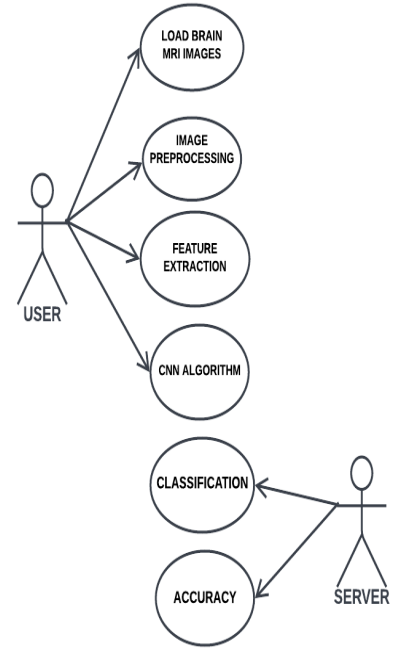 LOAD BRAIN
MRI IMAGES
IMAGE
PREPROCESSING
FEATURE
EXTRACTION
USER
CNN ALGORITHM
CLASSIFICATION
ACCURACY
SERVER